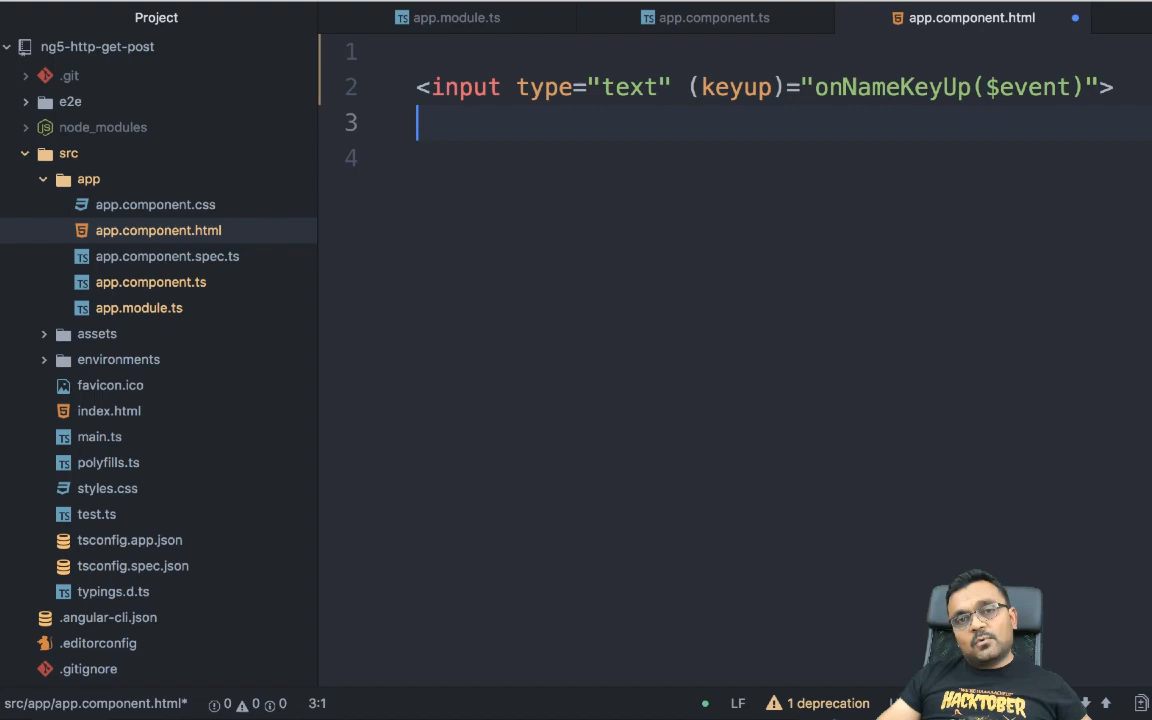 Project
app.module.ts
app.component.ts
app.component.html
ng5-http-get-post
.git
e2e
node_modules
src
app
app.component.css
app.component.html
app.component.spec.ts
app.component.ts
app.module.ts
assets
environments
favicon.ico
index.html
main.ts
polyfills.ts
styles.css
test.ts
tsconfig.app.json
tsconfig.spec.json
typings.d.ts
.angular-cli.json
.editorconfig
.gitignore
1
2 <input type="text" (keyup)="onNameKeyUp($event)">
3
4
src/app/app.component.html* 0 0 0 3:1
LF 1 deprecation
HACKTOBER